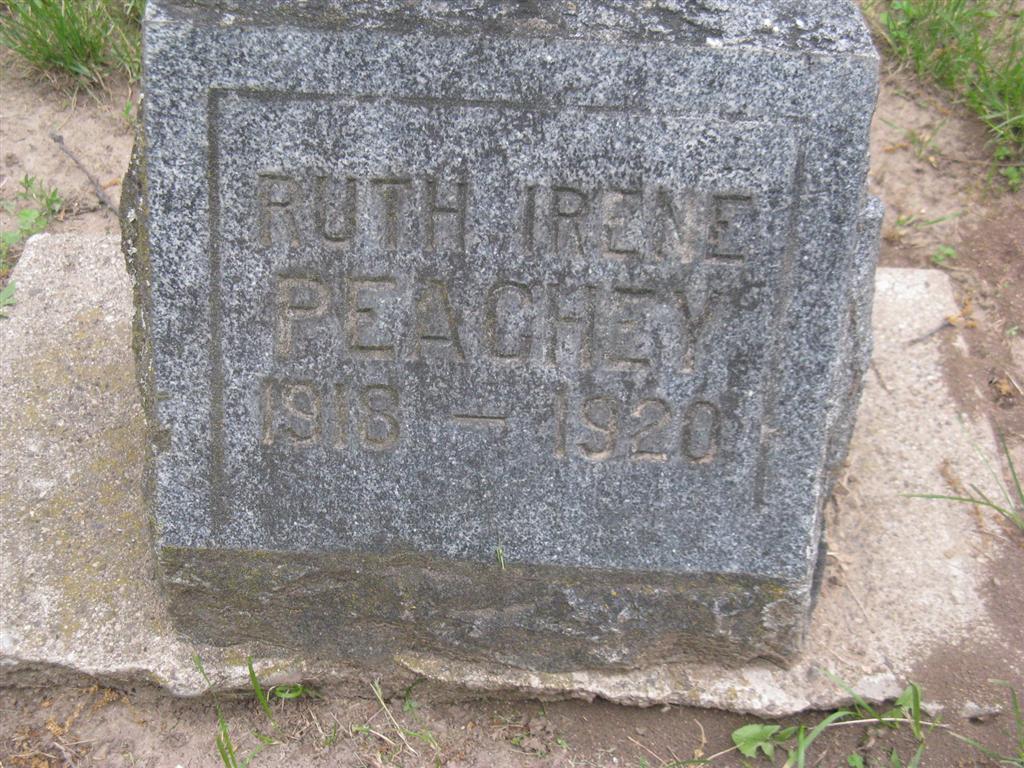 RUTH IRENE
PEACHEY
1918 — 1920